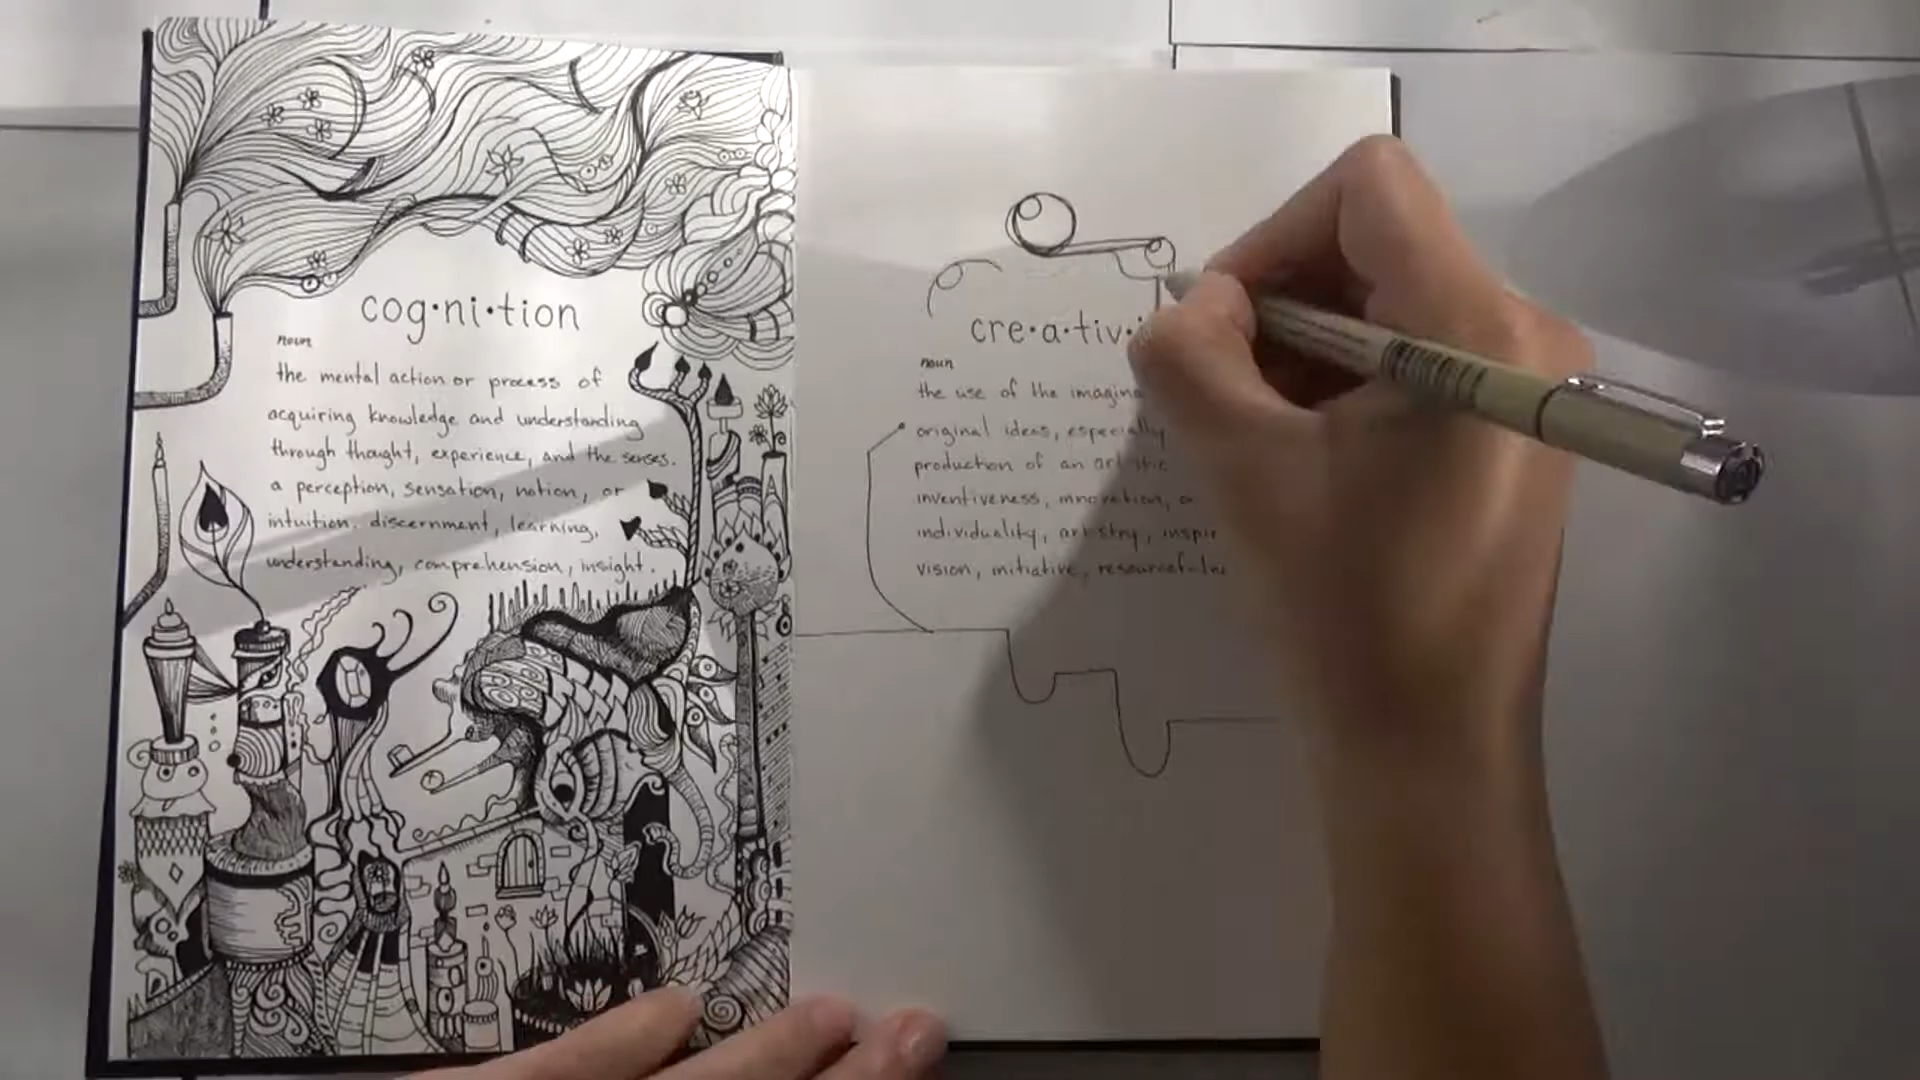 cog·ni·tion
noun
the mental action or process of
acquiring knowledge and understanding
through thought, experience, and the senses.
a perception, sensation, notion, or
intuition. discernment, learning,
understanding, comprehension, insight.
cre·a·tiv·i
noun
the use of the imagina
original ideas, especially
production of an artistic
inventiveness, innovation,
individuality, artistry, inspir
vision, initiative,